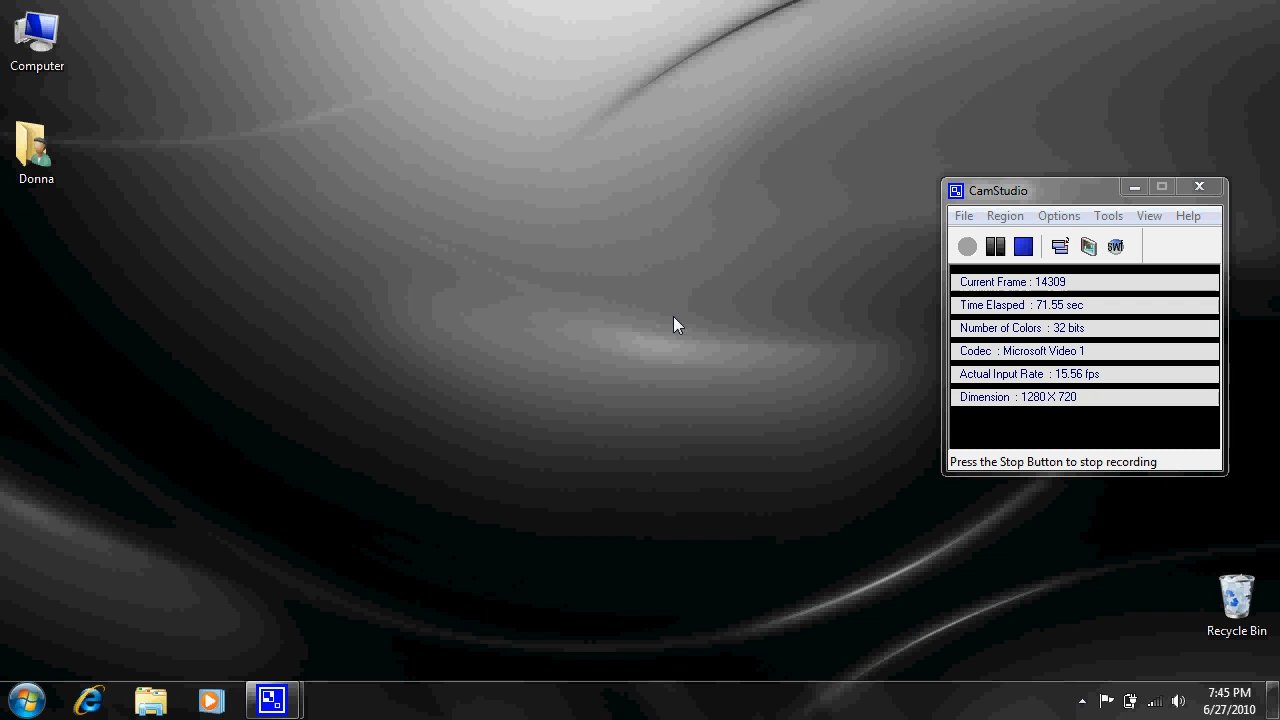 Computer
Donna
CamStudio
File Region Options Tools View Help
SWF
Current Frame : 14309
Time Elasped : 71.55 sec
Number of Colors : 32 bits
Codec : Microsoft Video 1
Actual Input Rate : 15.56 fps
Dimension : 1280 X 720
Press the Stop Button to stop recording
Recycle Bin
7:45 PM
6/27/2010